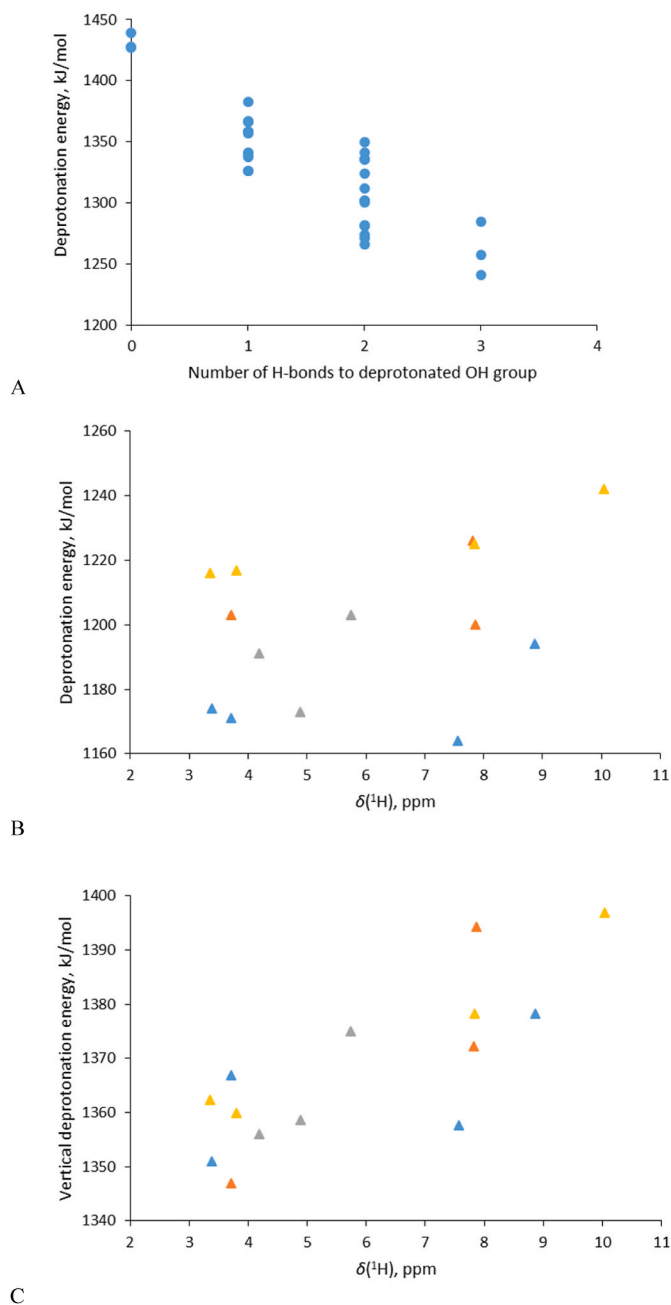 1450
1400
1350
1300
1250
1200
Deprotonation energy, kJ/mol
0 1 2 3 4
Number of H-bonds to deprotonated OH group
A
1260
1240
1220
1200
1180
1160
Deprotonation energy, kJ/mol
2 3 4 5 6 7 8 9 10 11
δ(¹H), ppm
B
1400
1390
1380
1370
1360
1350
1340
Vertical deprotonation energy, kJ/mol
2 3 4 5 6 7 8 9 10 11
δ(¹H), ppm
C